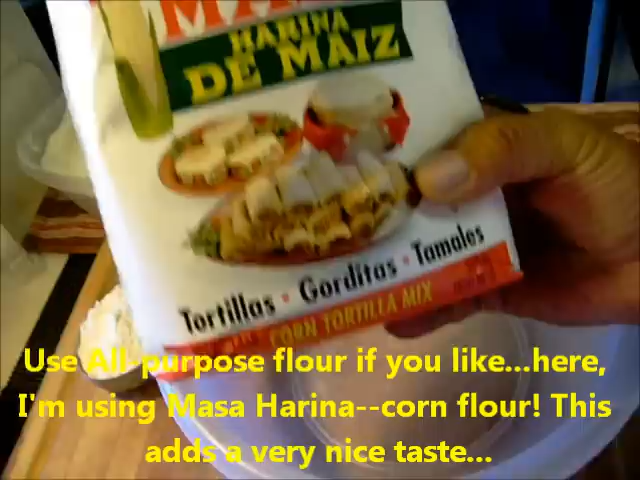 MAS
HARINA
DE MAIZ
Tortillas • Gorditas • Tamales
CORN TORTILLA MIX
Use All-purpose flour if you like...here,
I'm using Masa Harina--corn flour! This
adds a very nice taste...